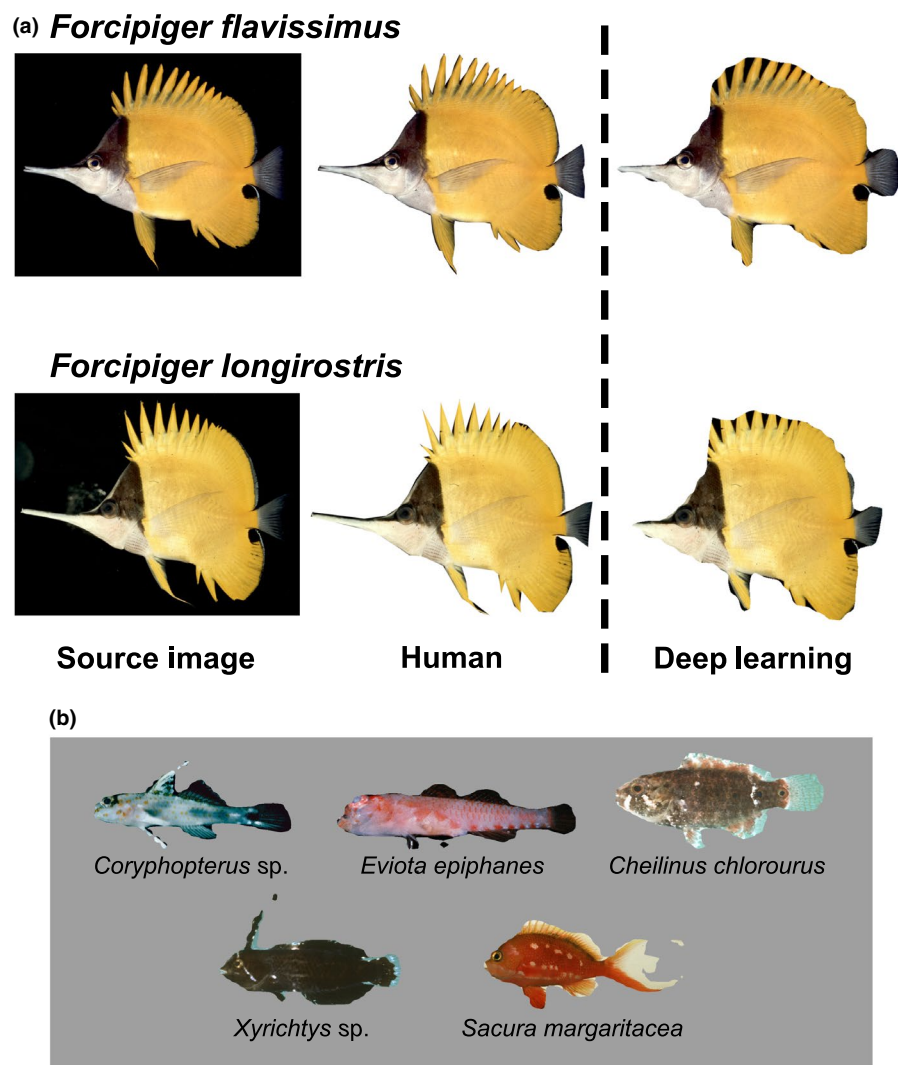 (a) Forcipiger flavissimus
Forcipiger longirostris
Source image Human Deep learning
(b)
Coryphopterus sp. Eviota epiphanes Cheilinus chlorourus
Xyrichtys sp. Sacura margaritacea